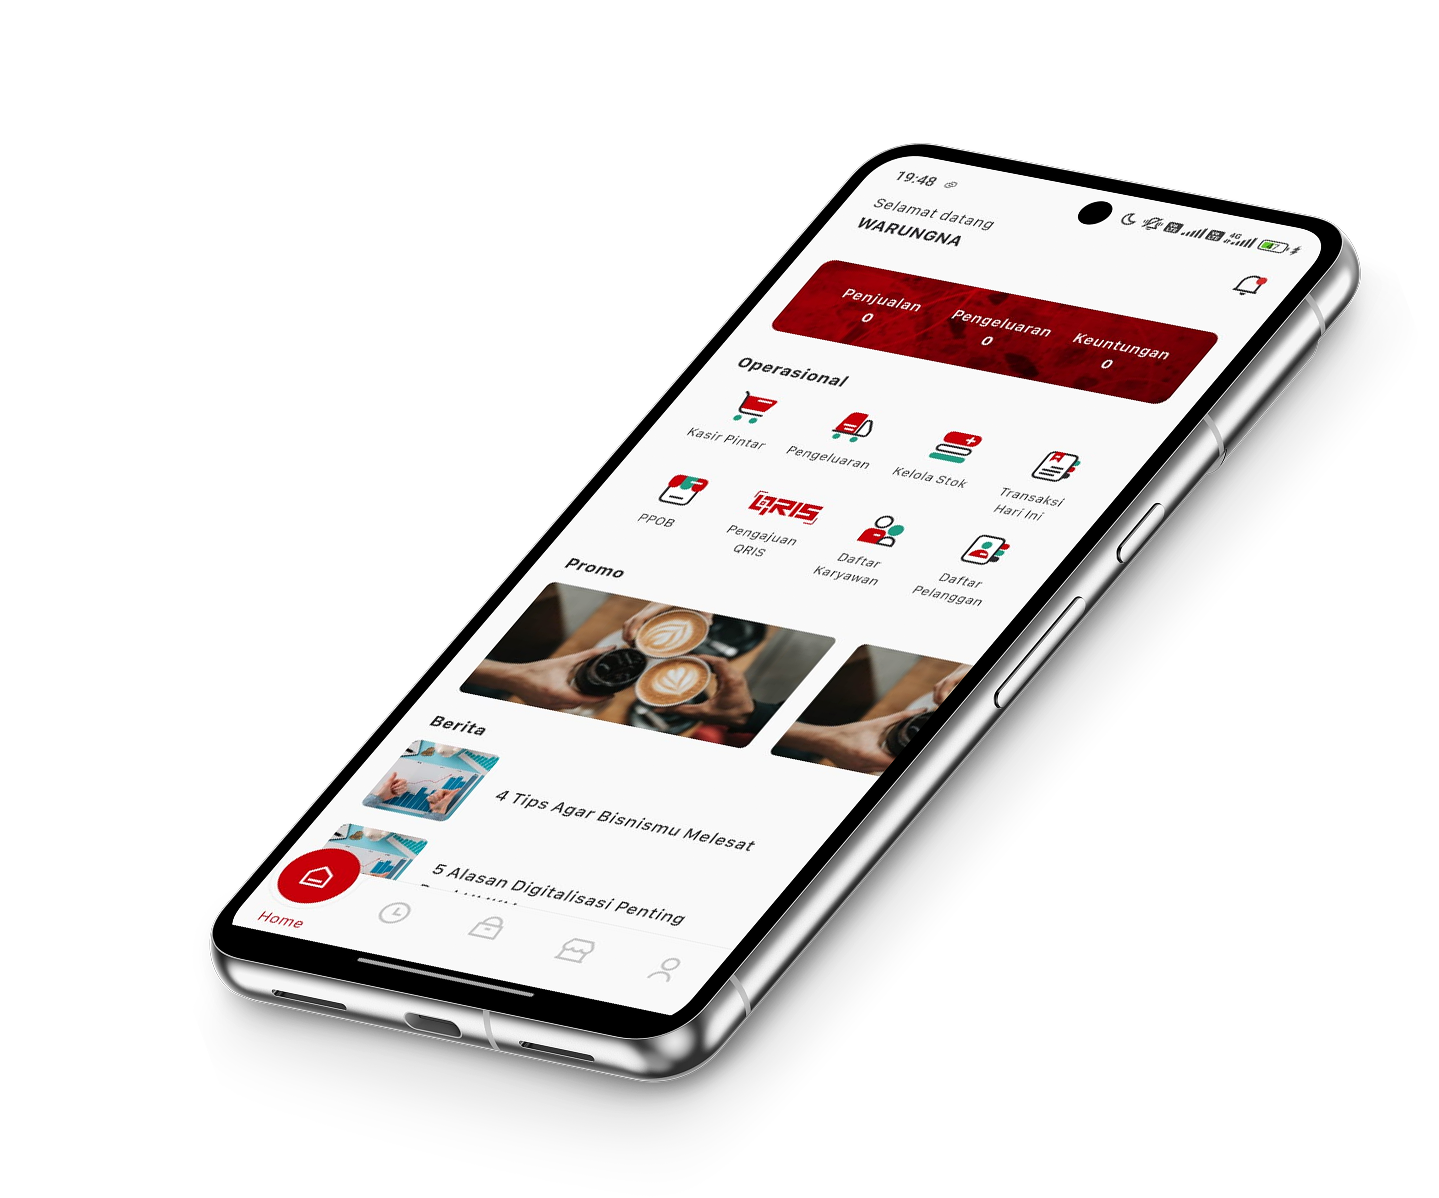 19:48
Selamat datang
WARUNGNA
4G
Penjualan
0
Pengeluaran
0
Keuntungan
0
Operasional
Kasir Pintar
Pengeluaran
Kelola Stok
Transaksi
Hari Ini
PPOB
QRIS
Pengajuan
QRIS
Daftar
Karyawan
Daftar
Pelanggan
Promo
Berita
4 Tips Agar Bisnismu Melesat
5 Alasan Digitalisasi Penting
Home